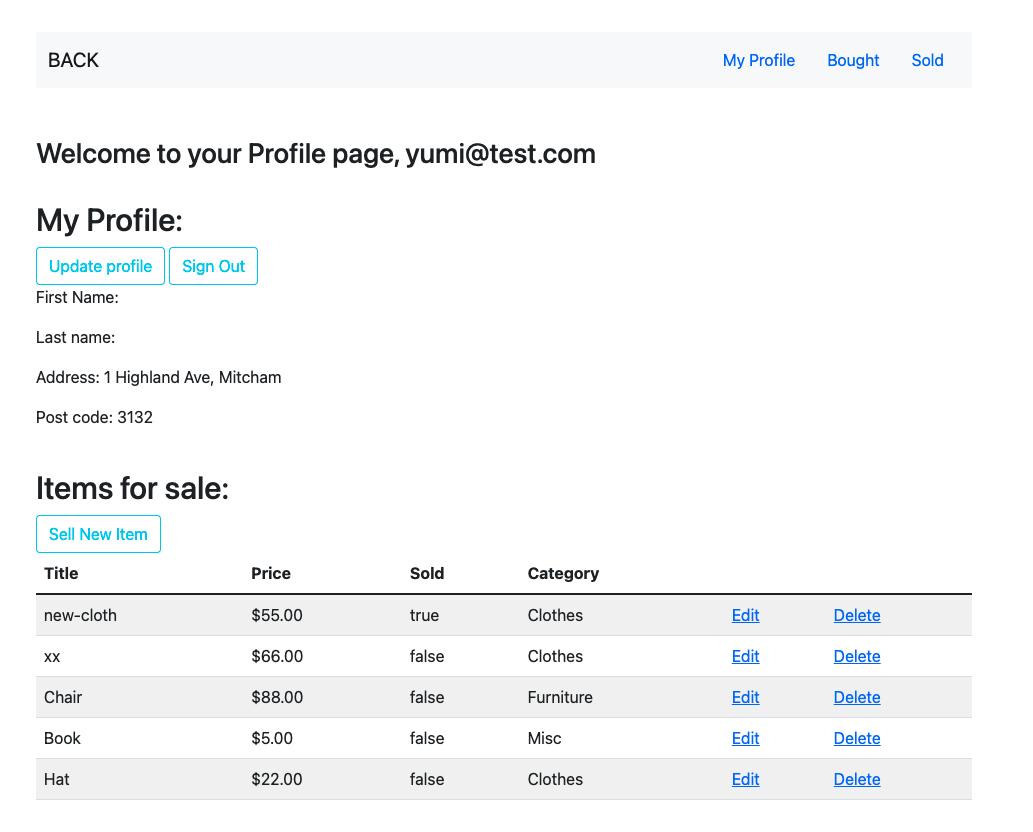 BACK My Profile Bought Sold
Welcome to your Profile page, yumi@test.com
My Profile:
Update profile Sign Out
First Name:
Last name:
Address: 1 Highland Ave, Mitcham
Post code: 3132
Items for sale:
Sell New Item
Title Price Sold Category
new-cloth $55.00 true Clothes Edit Delete
xx $66.00 false Clothes Edit Delete
Chair $88.00 false Furniture Edit Delete
Book $5.00 false Misc Edit Delete
Hat $22.00 false Clothes Edit Delete